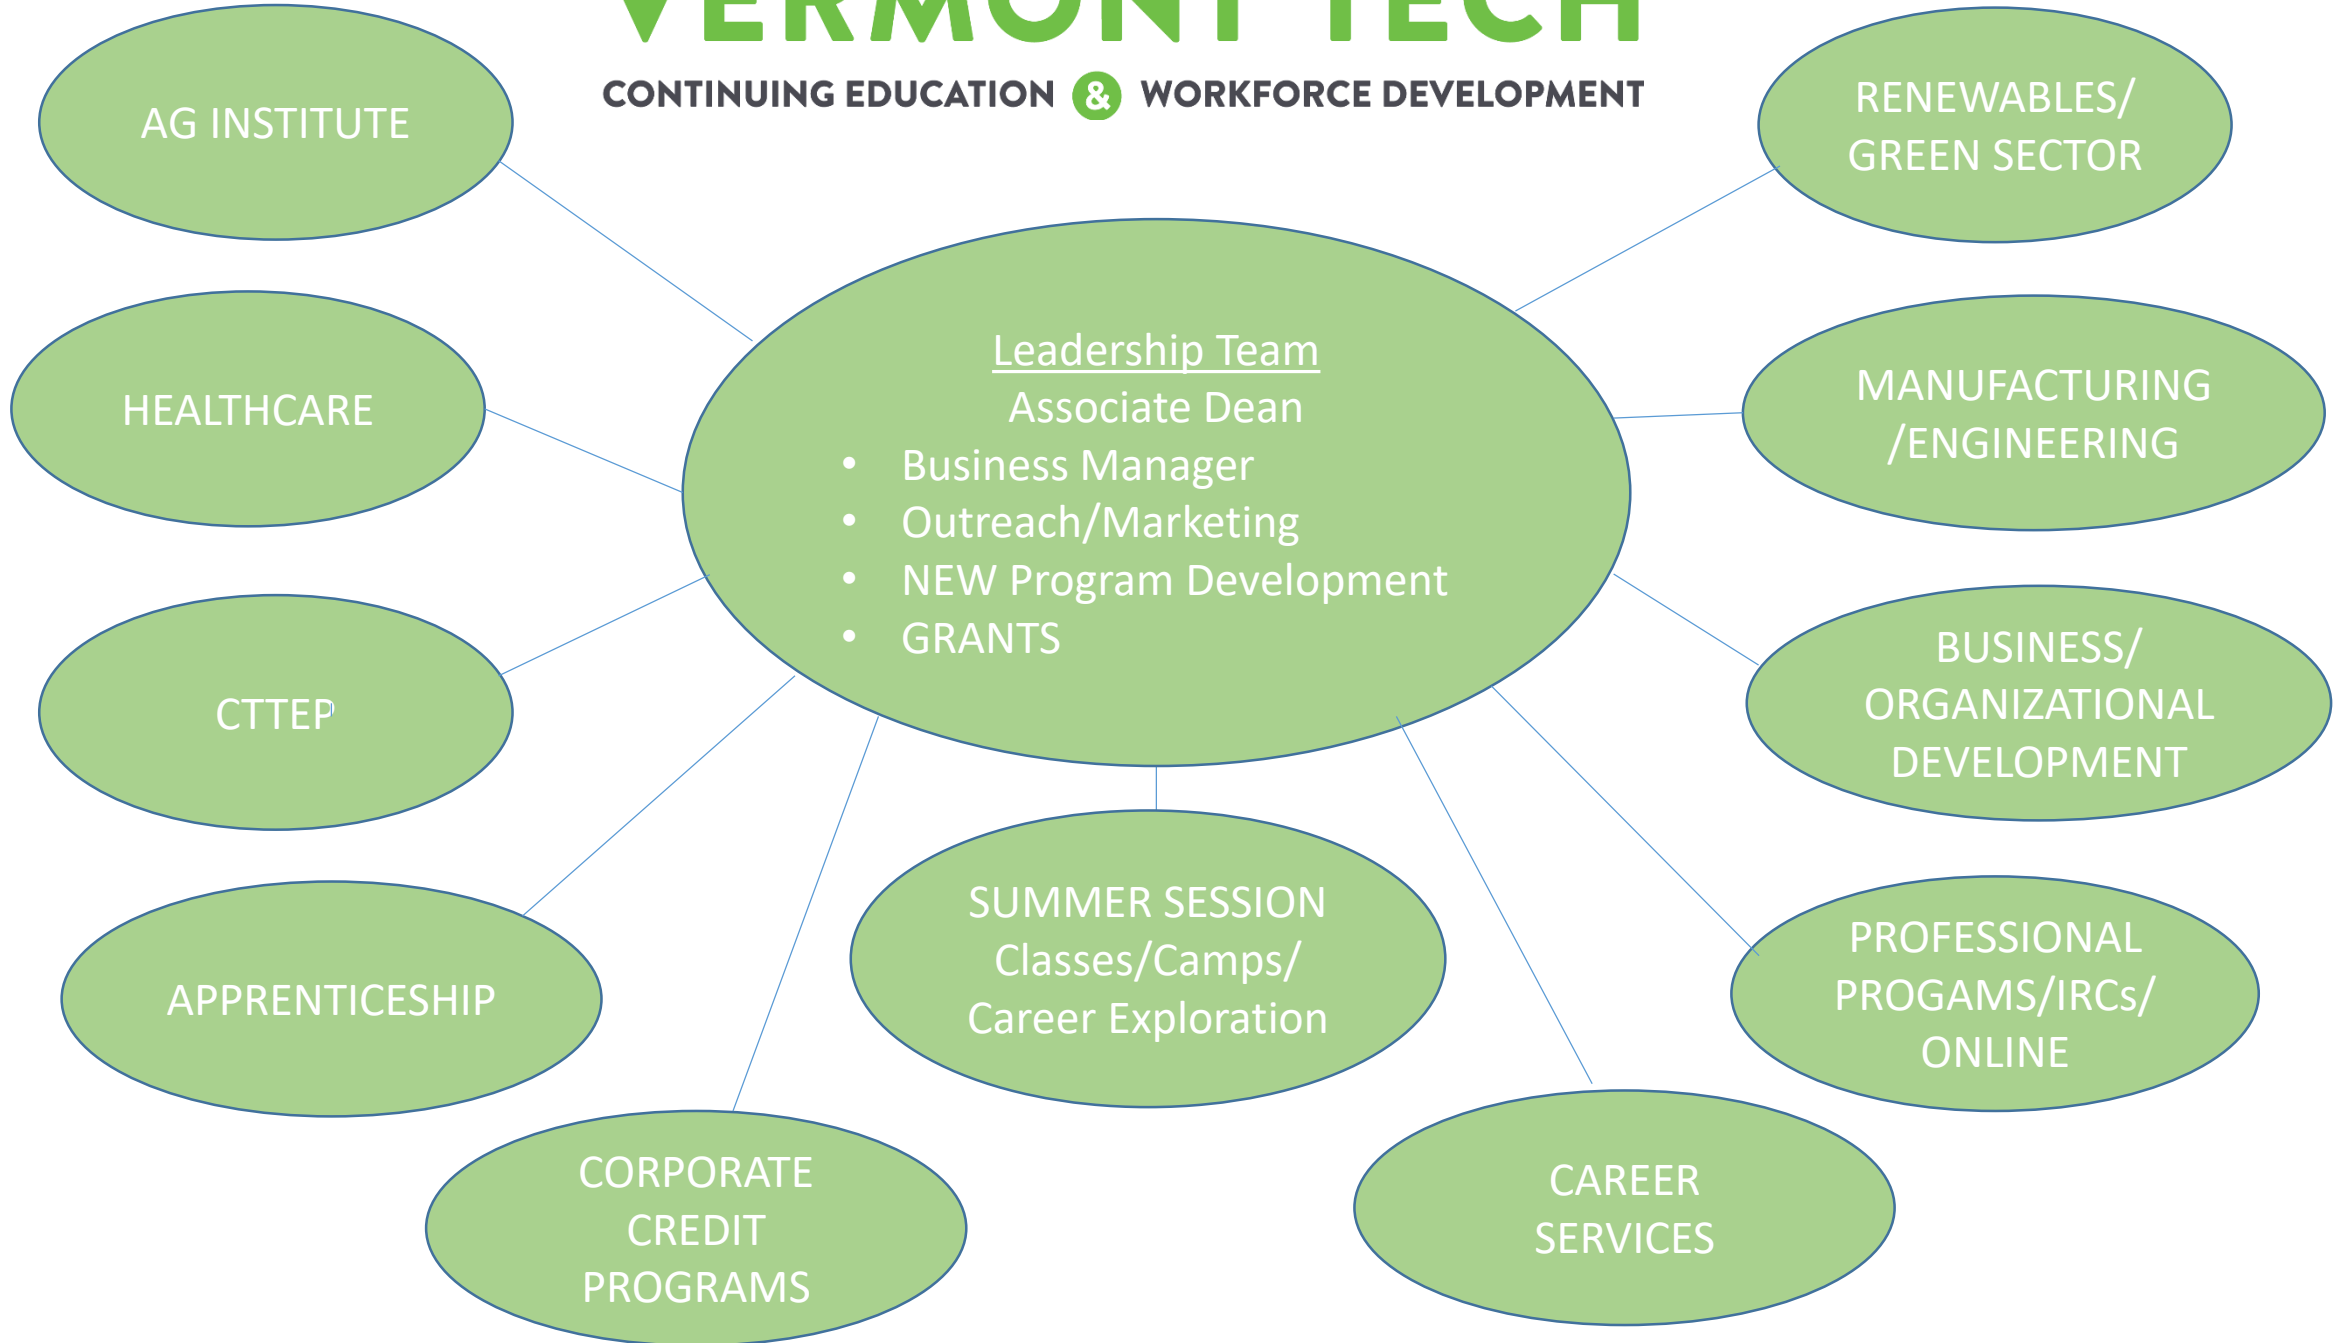 VERMONT TECH
CONTINUING EDUCATION & WORKFORCE DEVELOPMENT
AG INSTITUTE
HEALTHCARE
CTTEP
APPRENTICESHIP
CORPORATE
CREDIT
PROGRAMS
Leadership Team
Associate Dean
• Business Manager
• Outreach/Marketing
• NEW Program Development
• GRANTS
SUMMER SESSION
Classes/Camps/
Career Exploration
CAREER
SERVICES
RENEWABLES/
GREEN SECTOR
MANUFACTURING
/ENGINEERING
BUSINESS/
ORGANIZATIONAL
DEVELOPMENT
PROFESSIONAL
PROGAMS/IRCs/
ONLINE